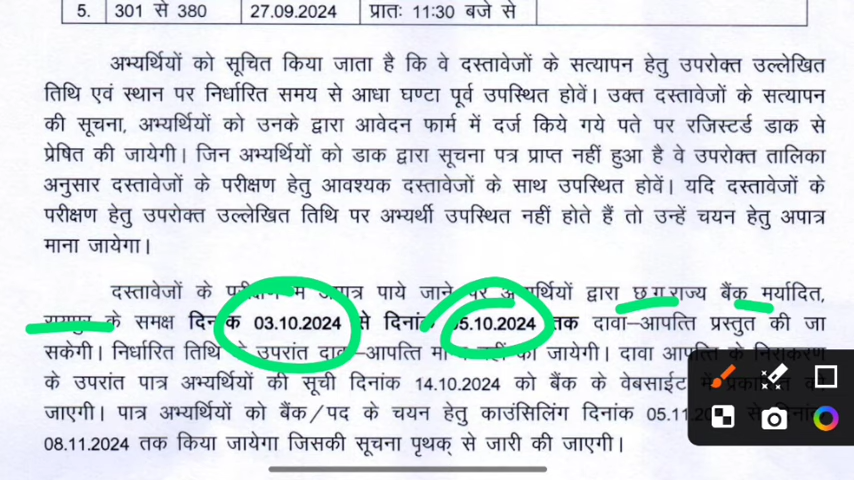 5. 301 से 380 27.09.2024 प्रातः 11:30 बजे से
अभ्यर्थियों को सूचित किया जाता है कि वे दस्तावेजों के सत्यापन हेतु उपरोक्त उल्लेखित
तिथि एवं स्थान पर निर्धारित समय से आधा घण्टा पूर्व उपस्थित होवें। उक्त दस्तावेजों के सत्यापन
की सूचना, अभ्यर्थियों को उनके द्वारा आवेदन फार्म में दर्ज किये गये पते पर रजिस्टर्ड डाक से
प्रेषित की जायेगी। जिन अभ्यर्थियों को डाक द्वारा सूचना पत्र प्राप्त नहीं हुआ है वे उपरोक्त तालिका
अनुसार दस्तावेजों के परीक्षण हेतु आवश्यक दस्तावेजों के साथ उपस्थित होवें। यदि दस्तावेजों के
परीक्षण हेतु उपरोक्त उल्लेखित तिथि पर अभ्यर्थी उपस्थित नहीं होते हैं तो उन्हें चयन हेतु अपात्र
माना जायेगा।
दस्तावेजों के परीक्षण में अपात्र पाये जाने पर अभ्यर्थियों द्वारा छ.ग.राज्य बैंक मर्यादित,
रायपुर के समक्ष दिनांक 03.10.2024 से दिनांक 05.10.2024 तक दावा–आपत्ति प्रस्तुत की जा
सकेगी। निर्धारित तिथि के उपरांत दावा–आपत्ति मान्य नहीं की जायेगी। दावा आपत्ति के निराकरण
के उपरांत पात्र अभ्यर्थियों की सूची दिनांक 14.10.2024 को बैंक के वेबसाईट में
जाएगी। पात्र अभ्यर्थियों को बैंक/पद के चयन हेतु काउंसिलिंग दिनांक 05.11.20
08.11.2024 तक किया जायेगा जिसकी सूचना पृथक् से जारी की जाएगी।